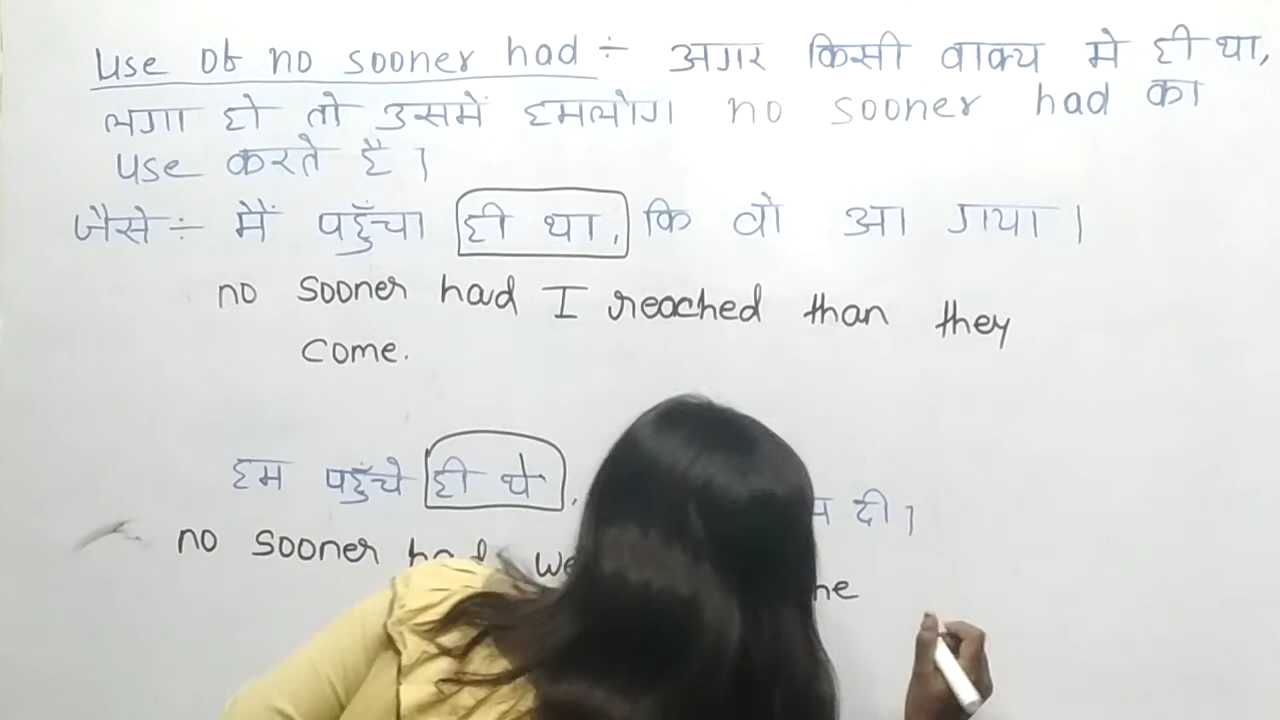 use of no sooner had ÷ अगर किसी वाक्य मे ही था,
लगा हो तो उसमें हमलोग no sooner had का
use करते है।
जैसे ÷ मैं पहुँचा ही था, कि वो आ गया।
no sooner had I reached than they
come.
हम पहुँचे ही थे, दी।
no sooner had we